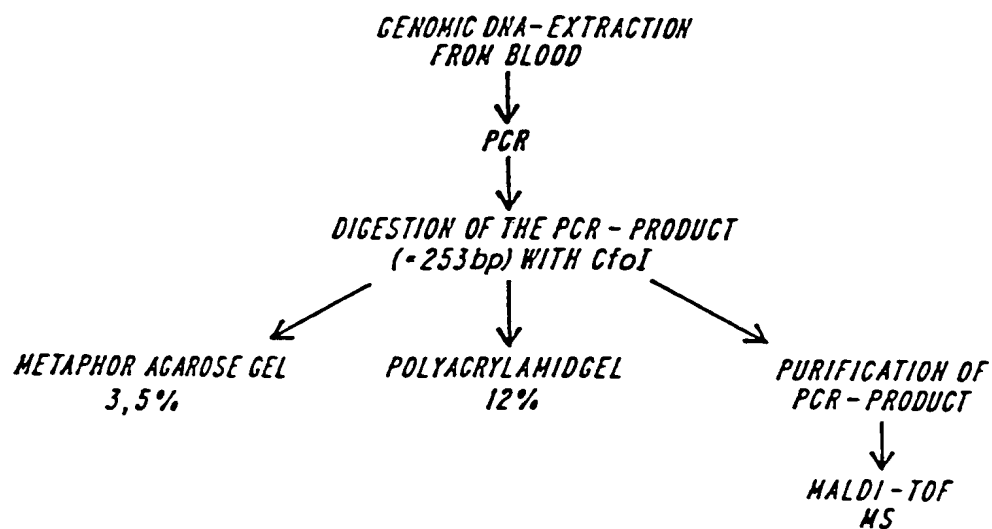 GENOMIC DNA-EXTRACTION
FROM BLOOD
PCR
DIGESTION OF THE PCR-PRODUCT
(=253bp) WITH CfoI
METAPHOR AGAROSE GEL
3,5%
POLYACRYLAMIDGEL
12%
PURIFICATION OF
PCR-PRODUCT
MALDI-TOF
MS